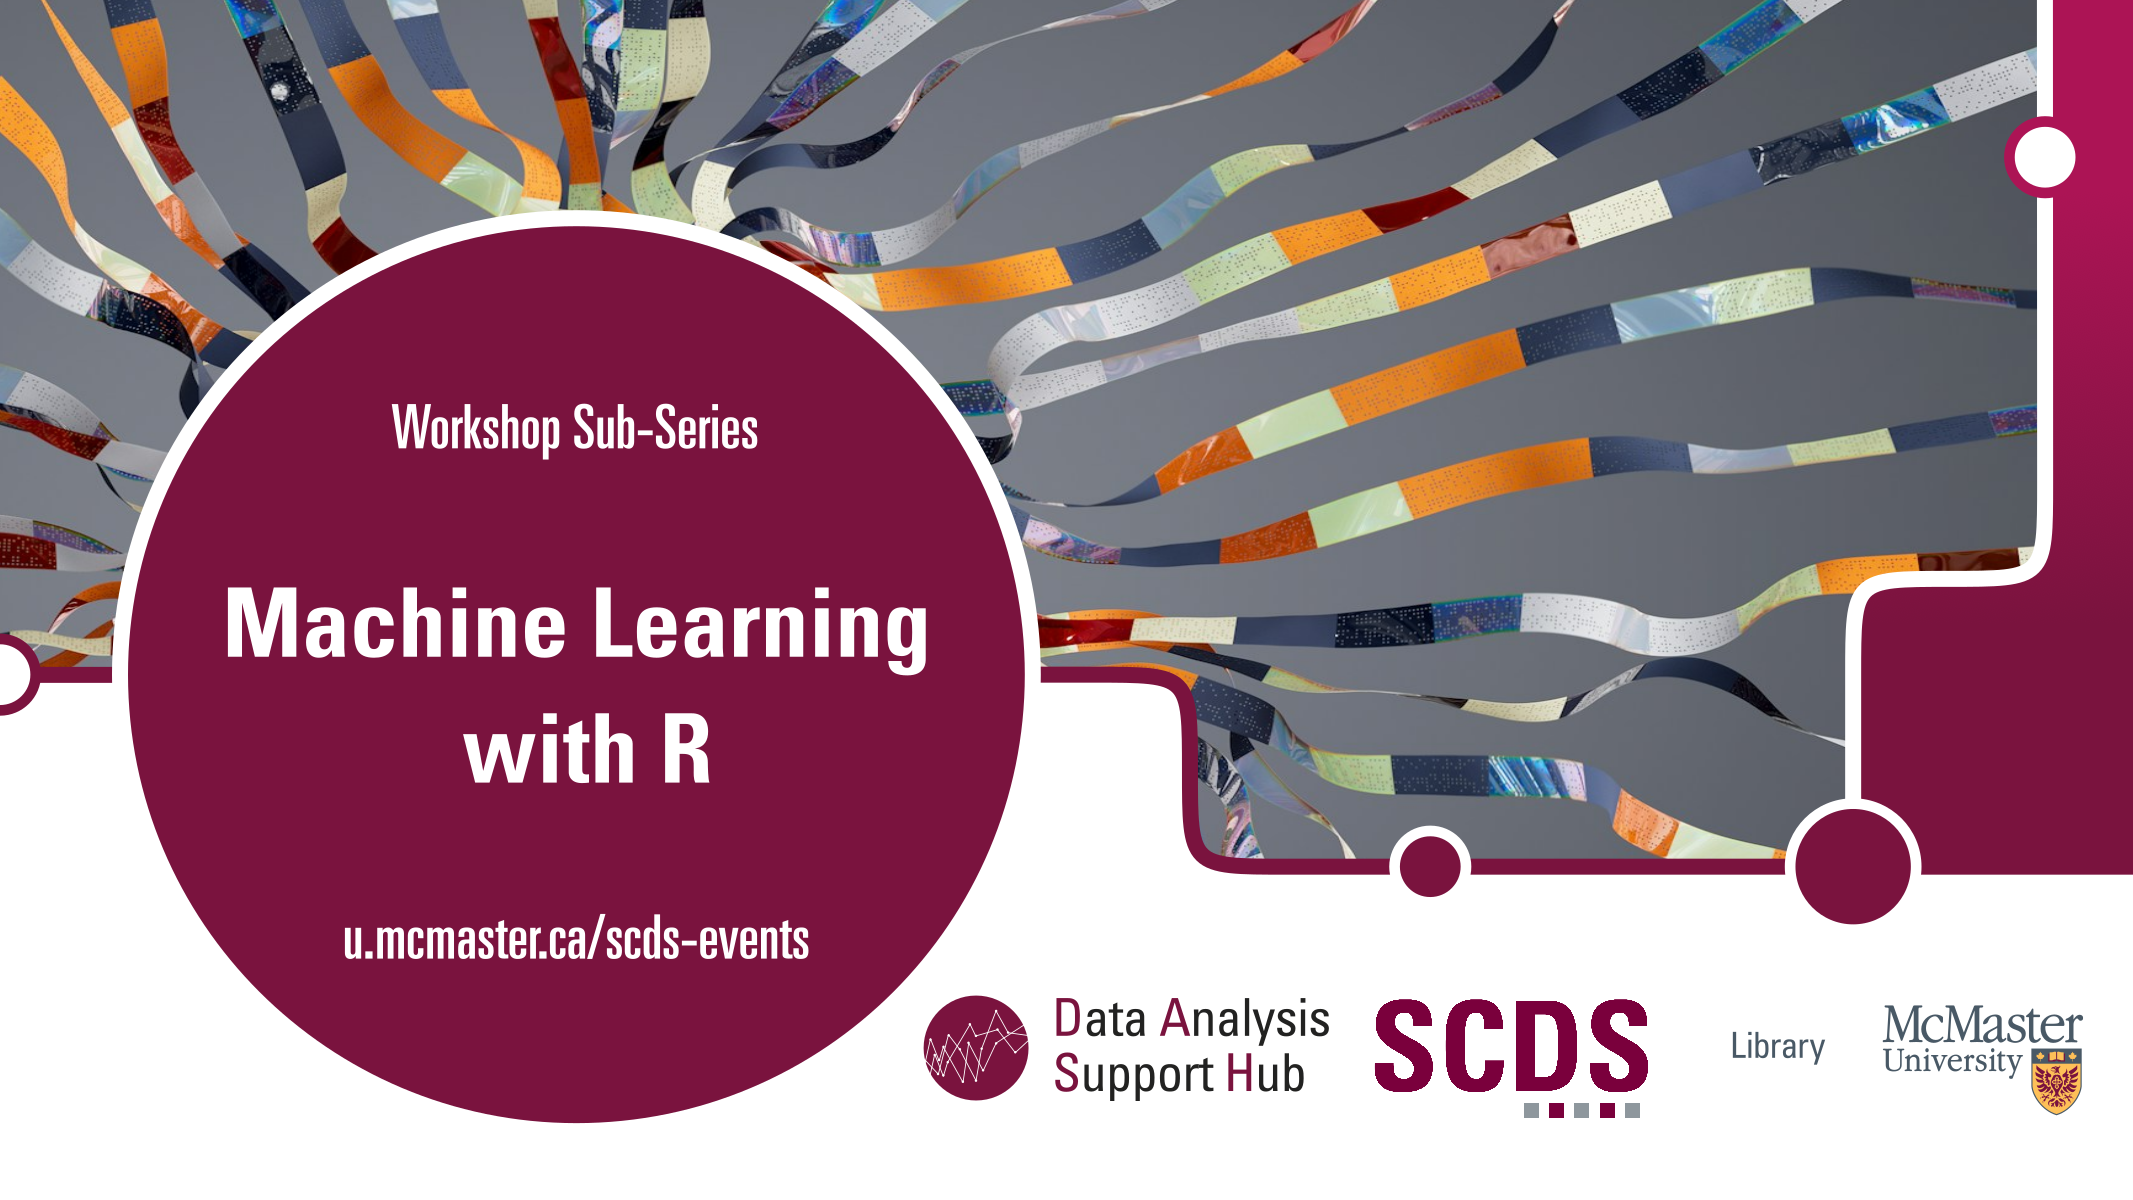 Workshop Sub-Series
Machine Learning
with R
u.mcmaster.ca/scds-events
Data Analysis
Support Hub
SCDS
Library
McMaster
University